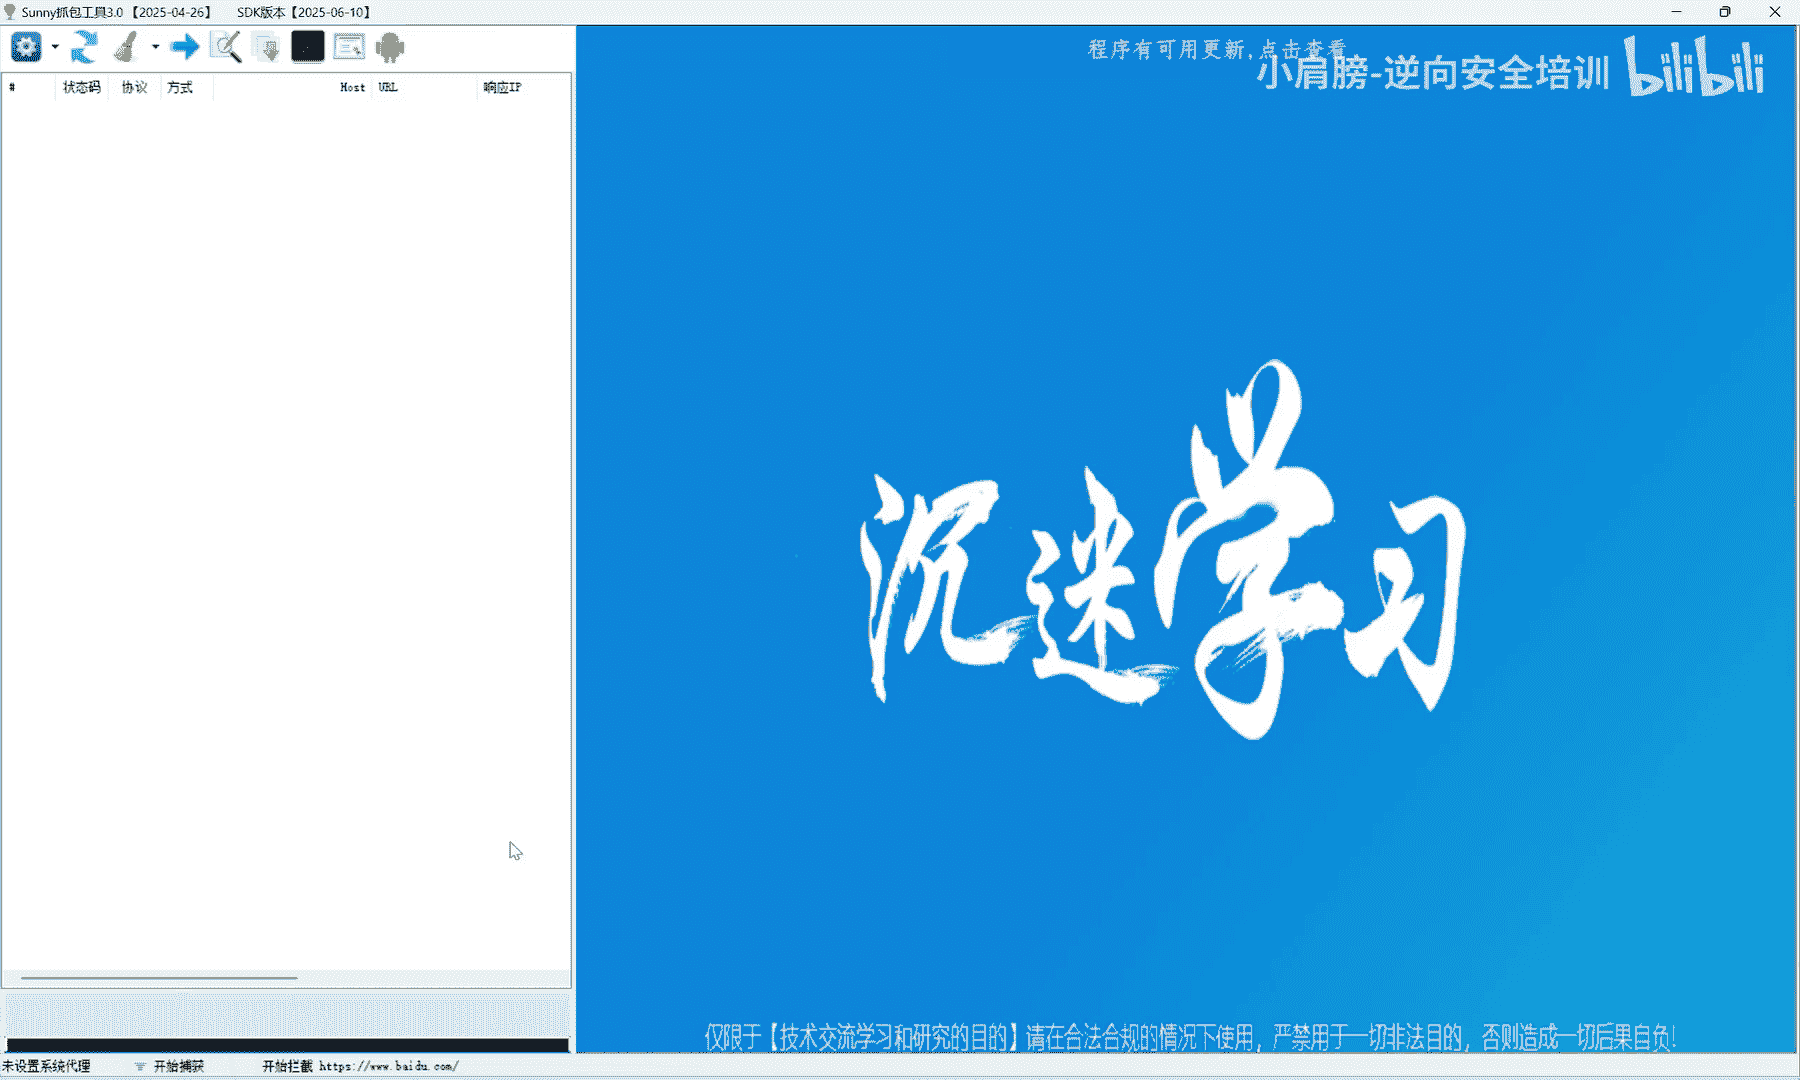 Sunny抓包工具3.0 【2025-04-26】 SDK版本【2025-06-10】
程序有可用更新,点击查看
小肩膀-逆向安全培训 bilibili
# 状态码 协议 方式 Host URL 响应IP
沉迷学习
仅限于【技术交流学习和研究的目的】请在合法合规的情况下使用，严禁用于一切非法目的，否则造成一切后果自负!
未设置系统代理 开始捕获 开始拦截 https://www.baidu.com/